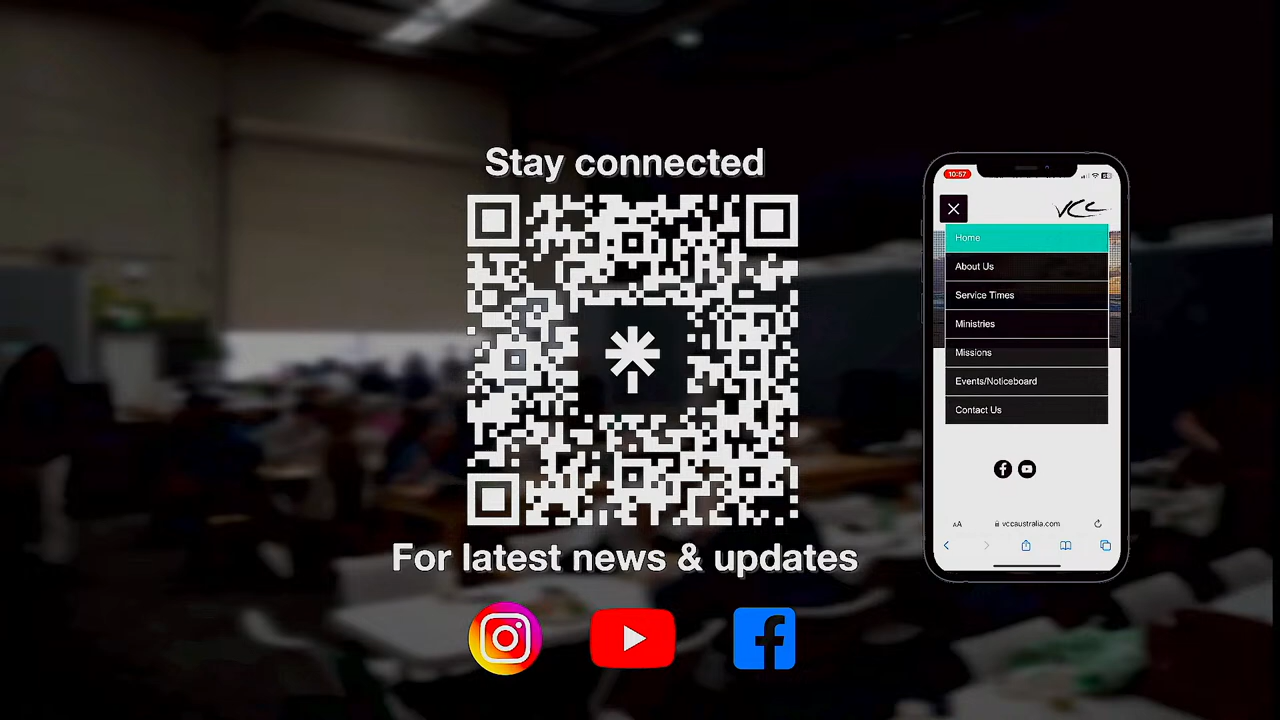 Stay connected
For latest news & updates
10:57
VCC
Home
About Us
Service Times
Ministries
Missions
Events/Noticeboard
Contact Us
AA
vccaustralia.com